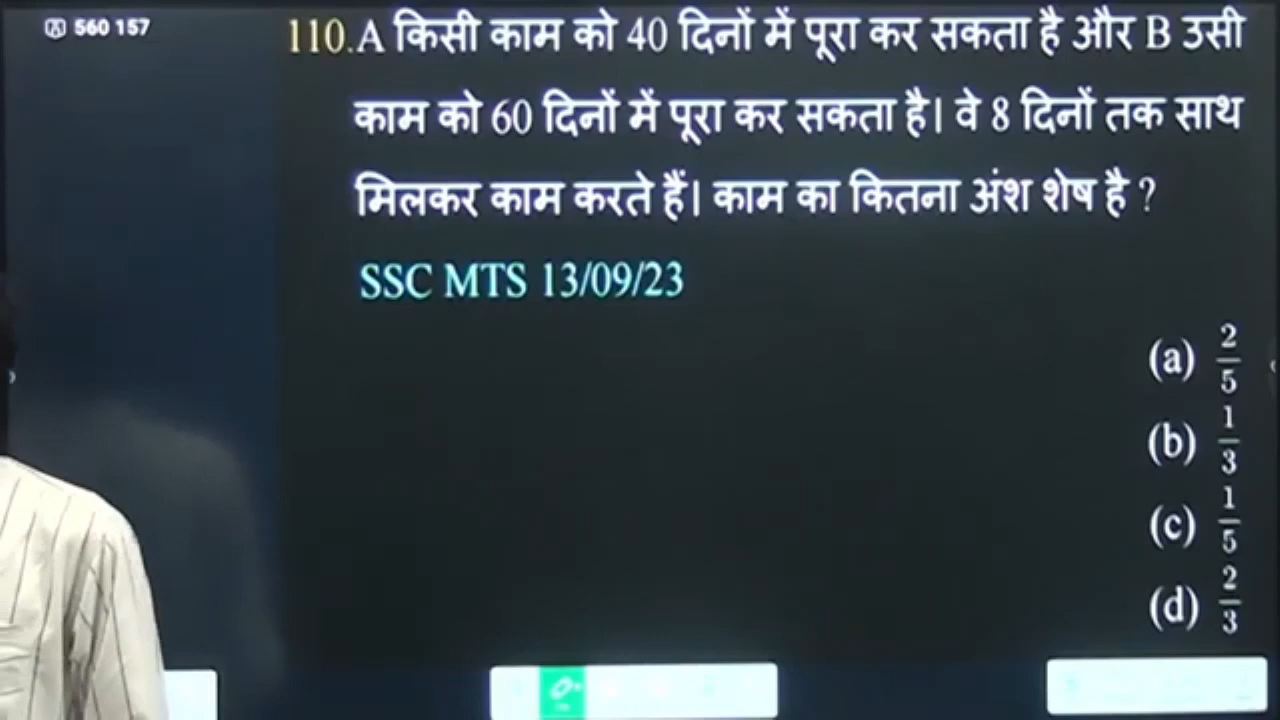 560 157
110.A किसी काम को 40 दिनों में पूरा कर सकता है और B उसी
काम को 60 दिनों में पूरा कर सकता है। वे 8 दिनों तक साथ
मिलकर काम करते हैं। काम का कितना अंश शेष है ?
SSC MTS 13/09/23
(a) 2/5
(b) 1/3
(c) 1/5
(d) 2/3